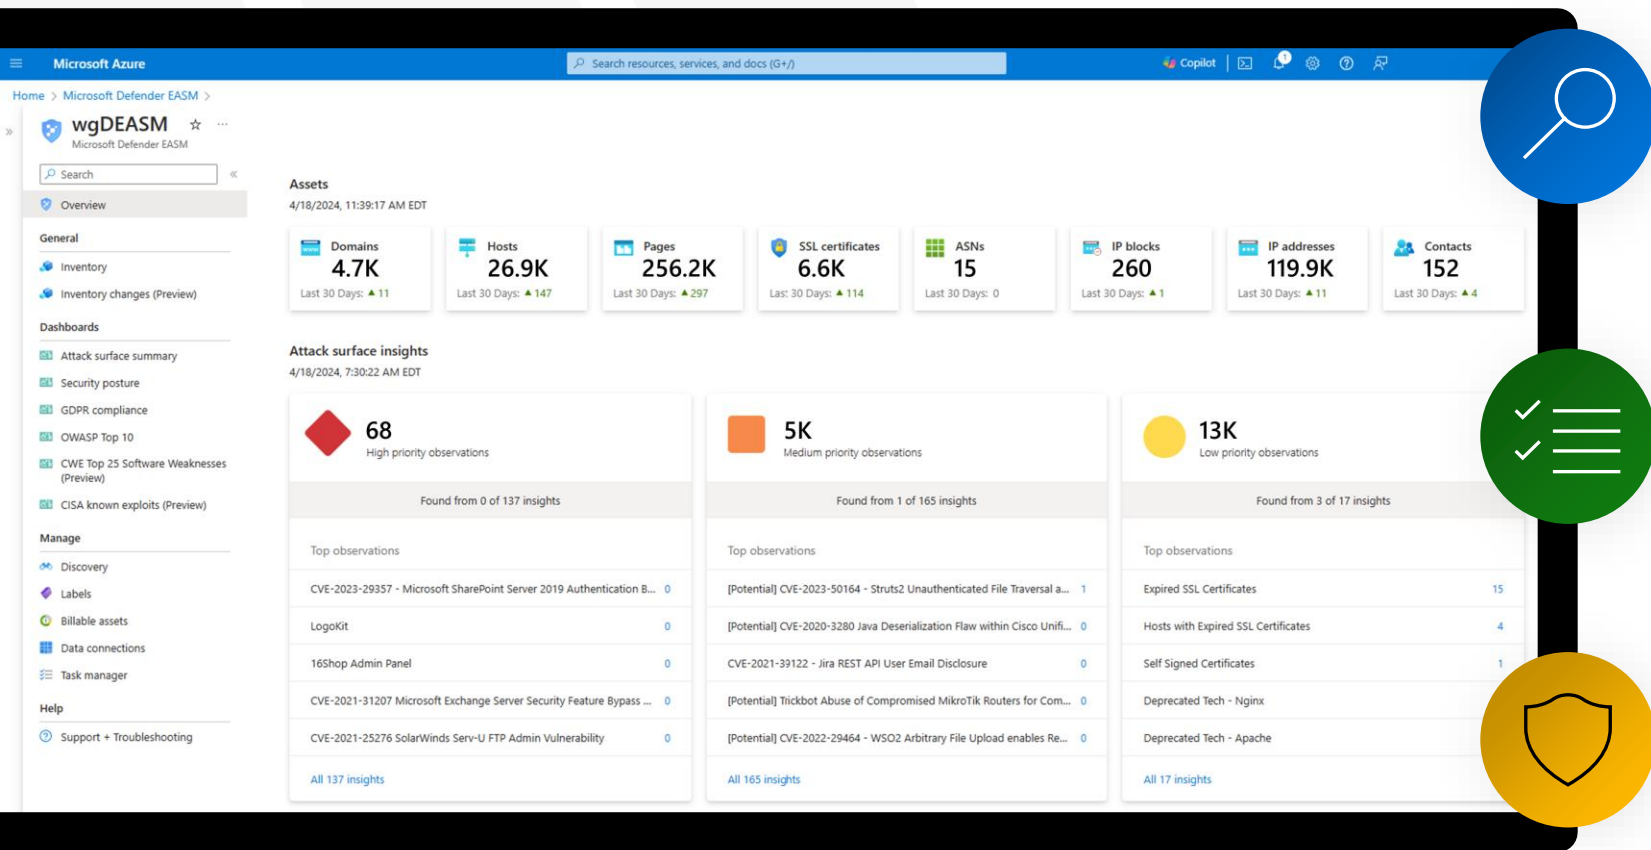 Microsoft Azure
Search resources, services, and docs (G+/)
Copilot
1
Home > Microsoft Defender EASM >
wgDEASM
Microsoft Defender EASM
Search
Overview
General
Inventory
Inventory changes (Preview)
Dashboards
Attack surface summary
Security posture
GDPR compliance
OWASP Top 10
CWE Top 25 Software Weaknesses
(Preview)
CISA known exploits (Preview)
Manage
Discovery
Labels
Billable assets
Data connections
Task manager
Help
Support + Troubleshooting
Assets
4/18/2024, 11:39:17 AM EDT
Domains
4.7K
Last 30 Days: ▲ 11
Hosts
26.9K
Last 30 Days: ▲ 147
Pages
256.2K
Last 30 Days: ▲ 297
SSL certificates
6.6K
Last 30 Days: ▲ 114
ASNs
15
Last 30 Days: 0
IP blocks
260
Last 30 Days: ▲ 1
IP addresses
119.9K
Last 30 Days: ▲ 11
Contacts
152
Last 30 Days: ▲ 4
Attack surface insights
4/18/2024, 7:30:22 AM EDT
68
High priority observations
Found from 0 of 137 insights
Top observations
CVE-2023-29357 - Microsoft SharePoint Server 2019 Authentication B... 0
LogoKit 0
16Shop Admin Panel 0
CVE-2021-31207 Microsoft Exchange Server Security Feature Bypass ... 0
CVE-2021-25276 SolarWinds Serv-U FTP Admin Vulnerability 0
All 137 insights
5K
Medium priority observations
Found from 1 of 165 insights
Top observations
[Potential] CVE-2023-50164 - Struts2 Unauthenticated File Traversal a... 1
[Potential] CVE-2020-3280 Java Deserialization Flaw within Cisco Unifi... 0
CVE-2021-39122 - Jira REST API User Email Disclosure 0
[Potential] Trickbot Abuse of Compromised MikroTik Routers for Com... 0
[Potential] CVE-2022-29464 - WSO2 Arbitrary File Upload enables Re... 0
All 165 insights
13K
Low priority observations
Found from 3 of 17 insights
Top observations
Expired SSL Certificates 15
Hosts with Expired SSL Certificates 4
Self Signed Certificates 1
Deprecated Tech - Nginx
Deprecated Tech - Apache
All 17 insights